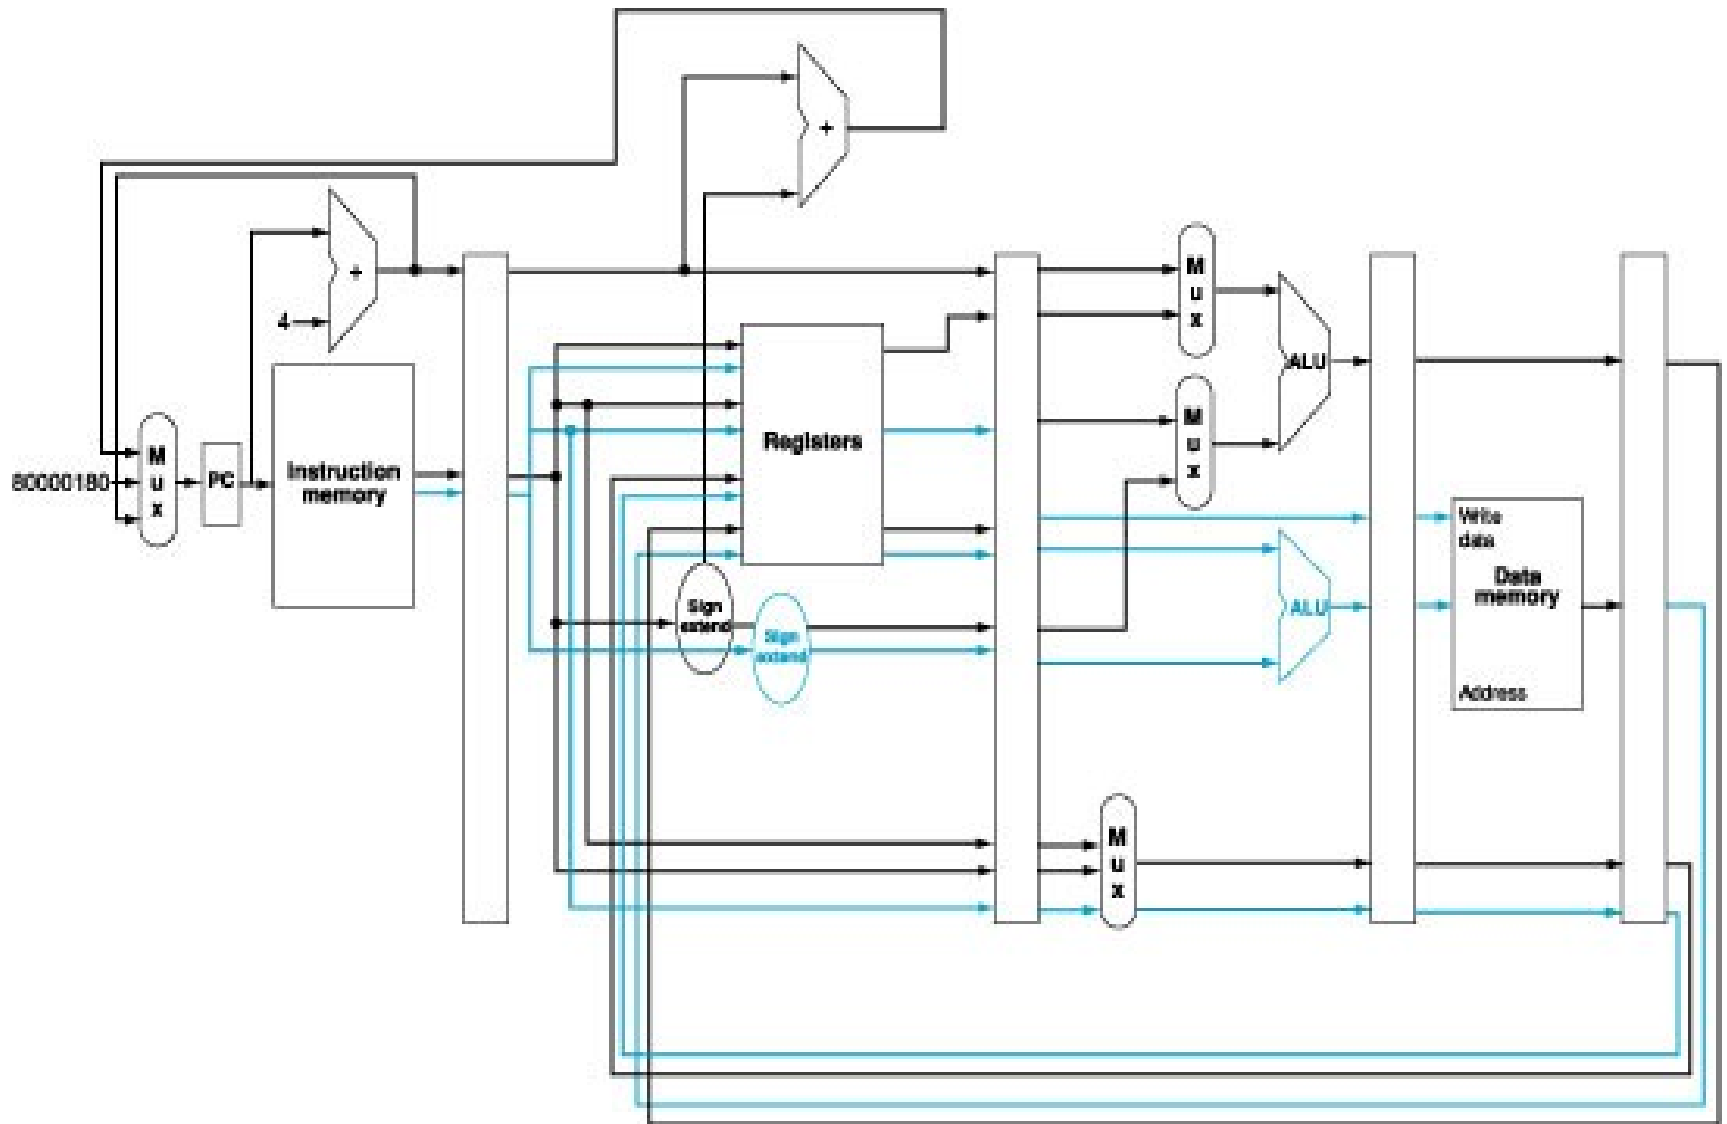 +
+
4
M
u
x
80000180
PC
Instruction
memory
Registers
Sign
extend
Sign
extend
M
u
x
M
u
x
ALU
ALU
Write
data
Data
memory
Address
M
u
x